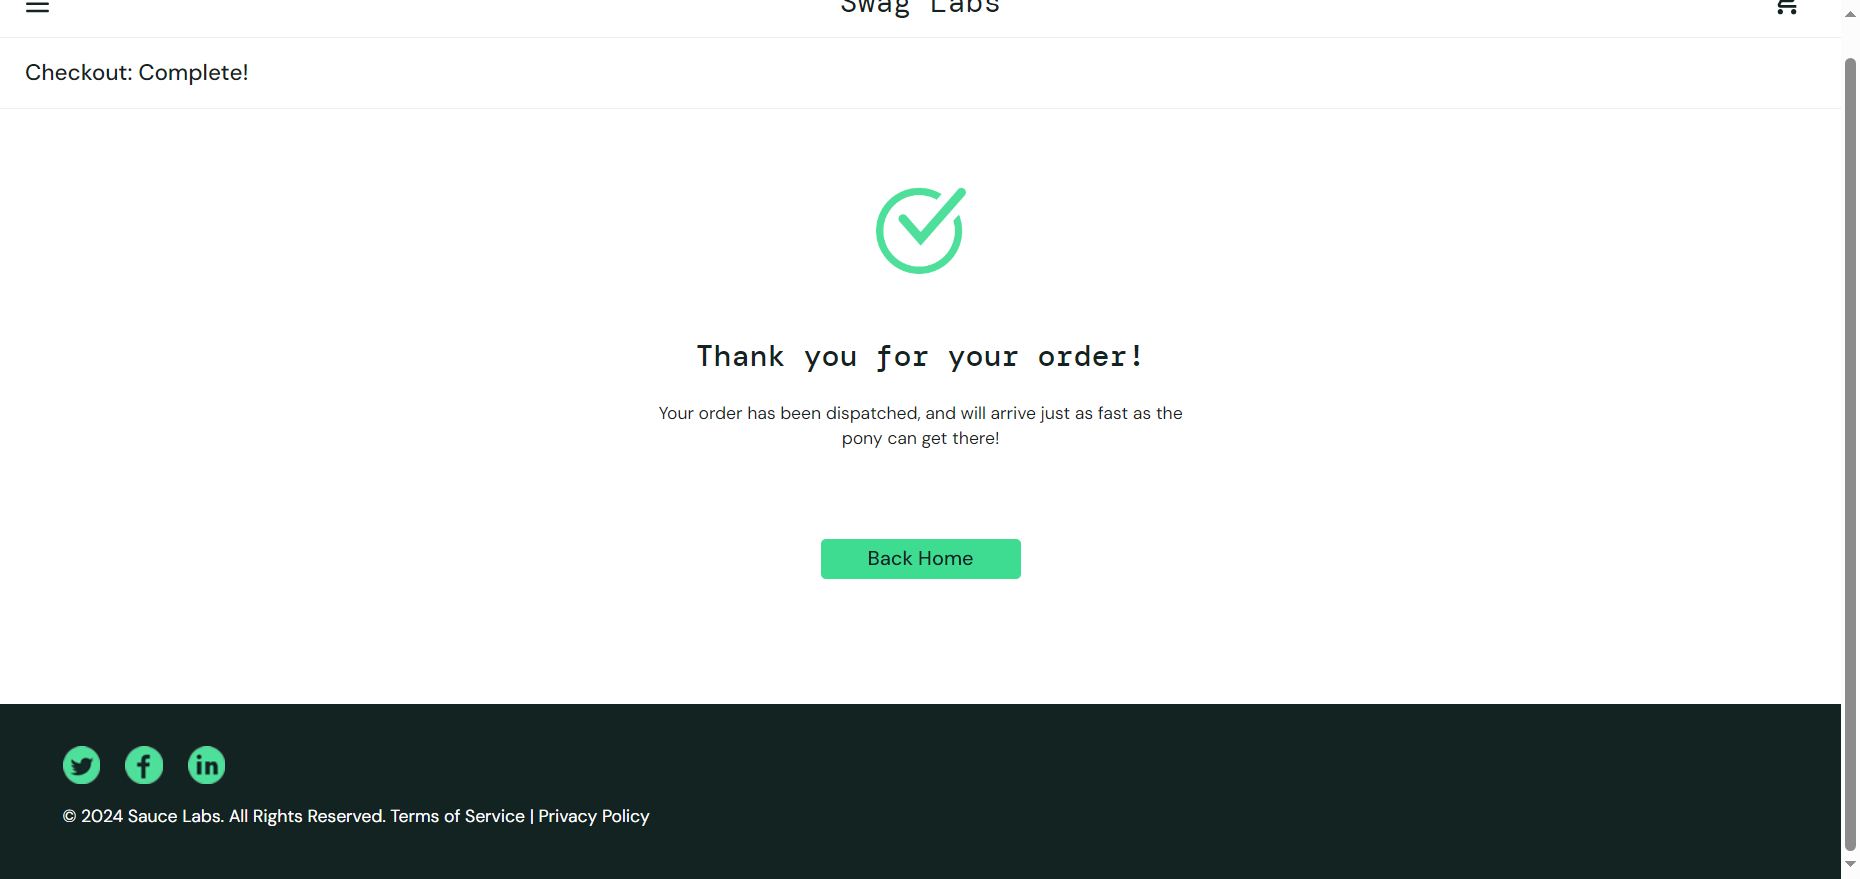 Swag Labs
Checkout: Complete!
Thank you for your order!
Your order has been dispatched, and will arrive just as fast as the
pony can get there!
Back Home
© 2024 Sauce Labs. All Rights Reserved. Terms of Service | Privacy Policy